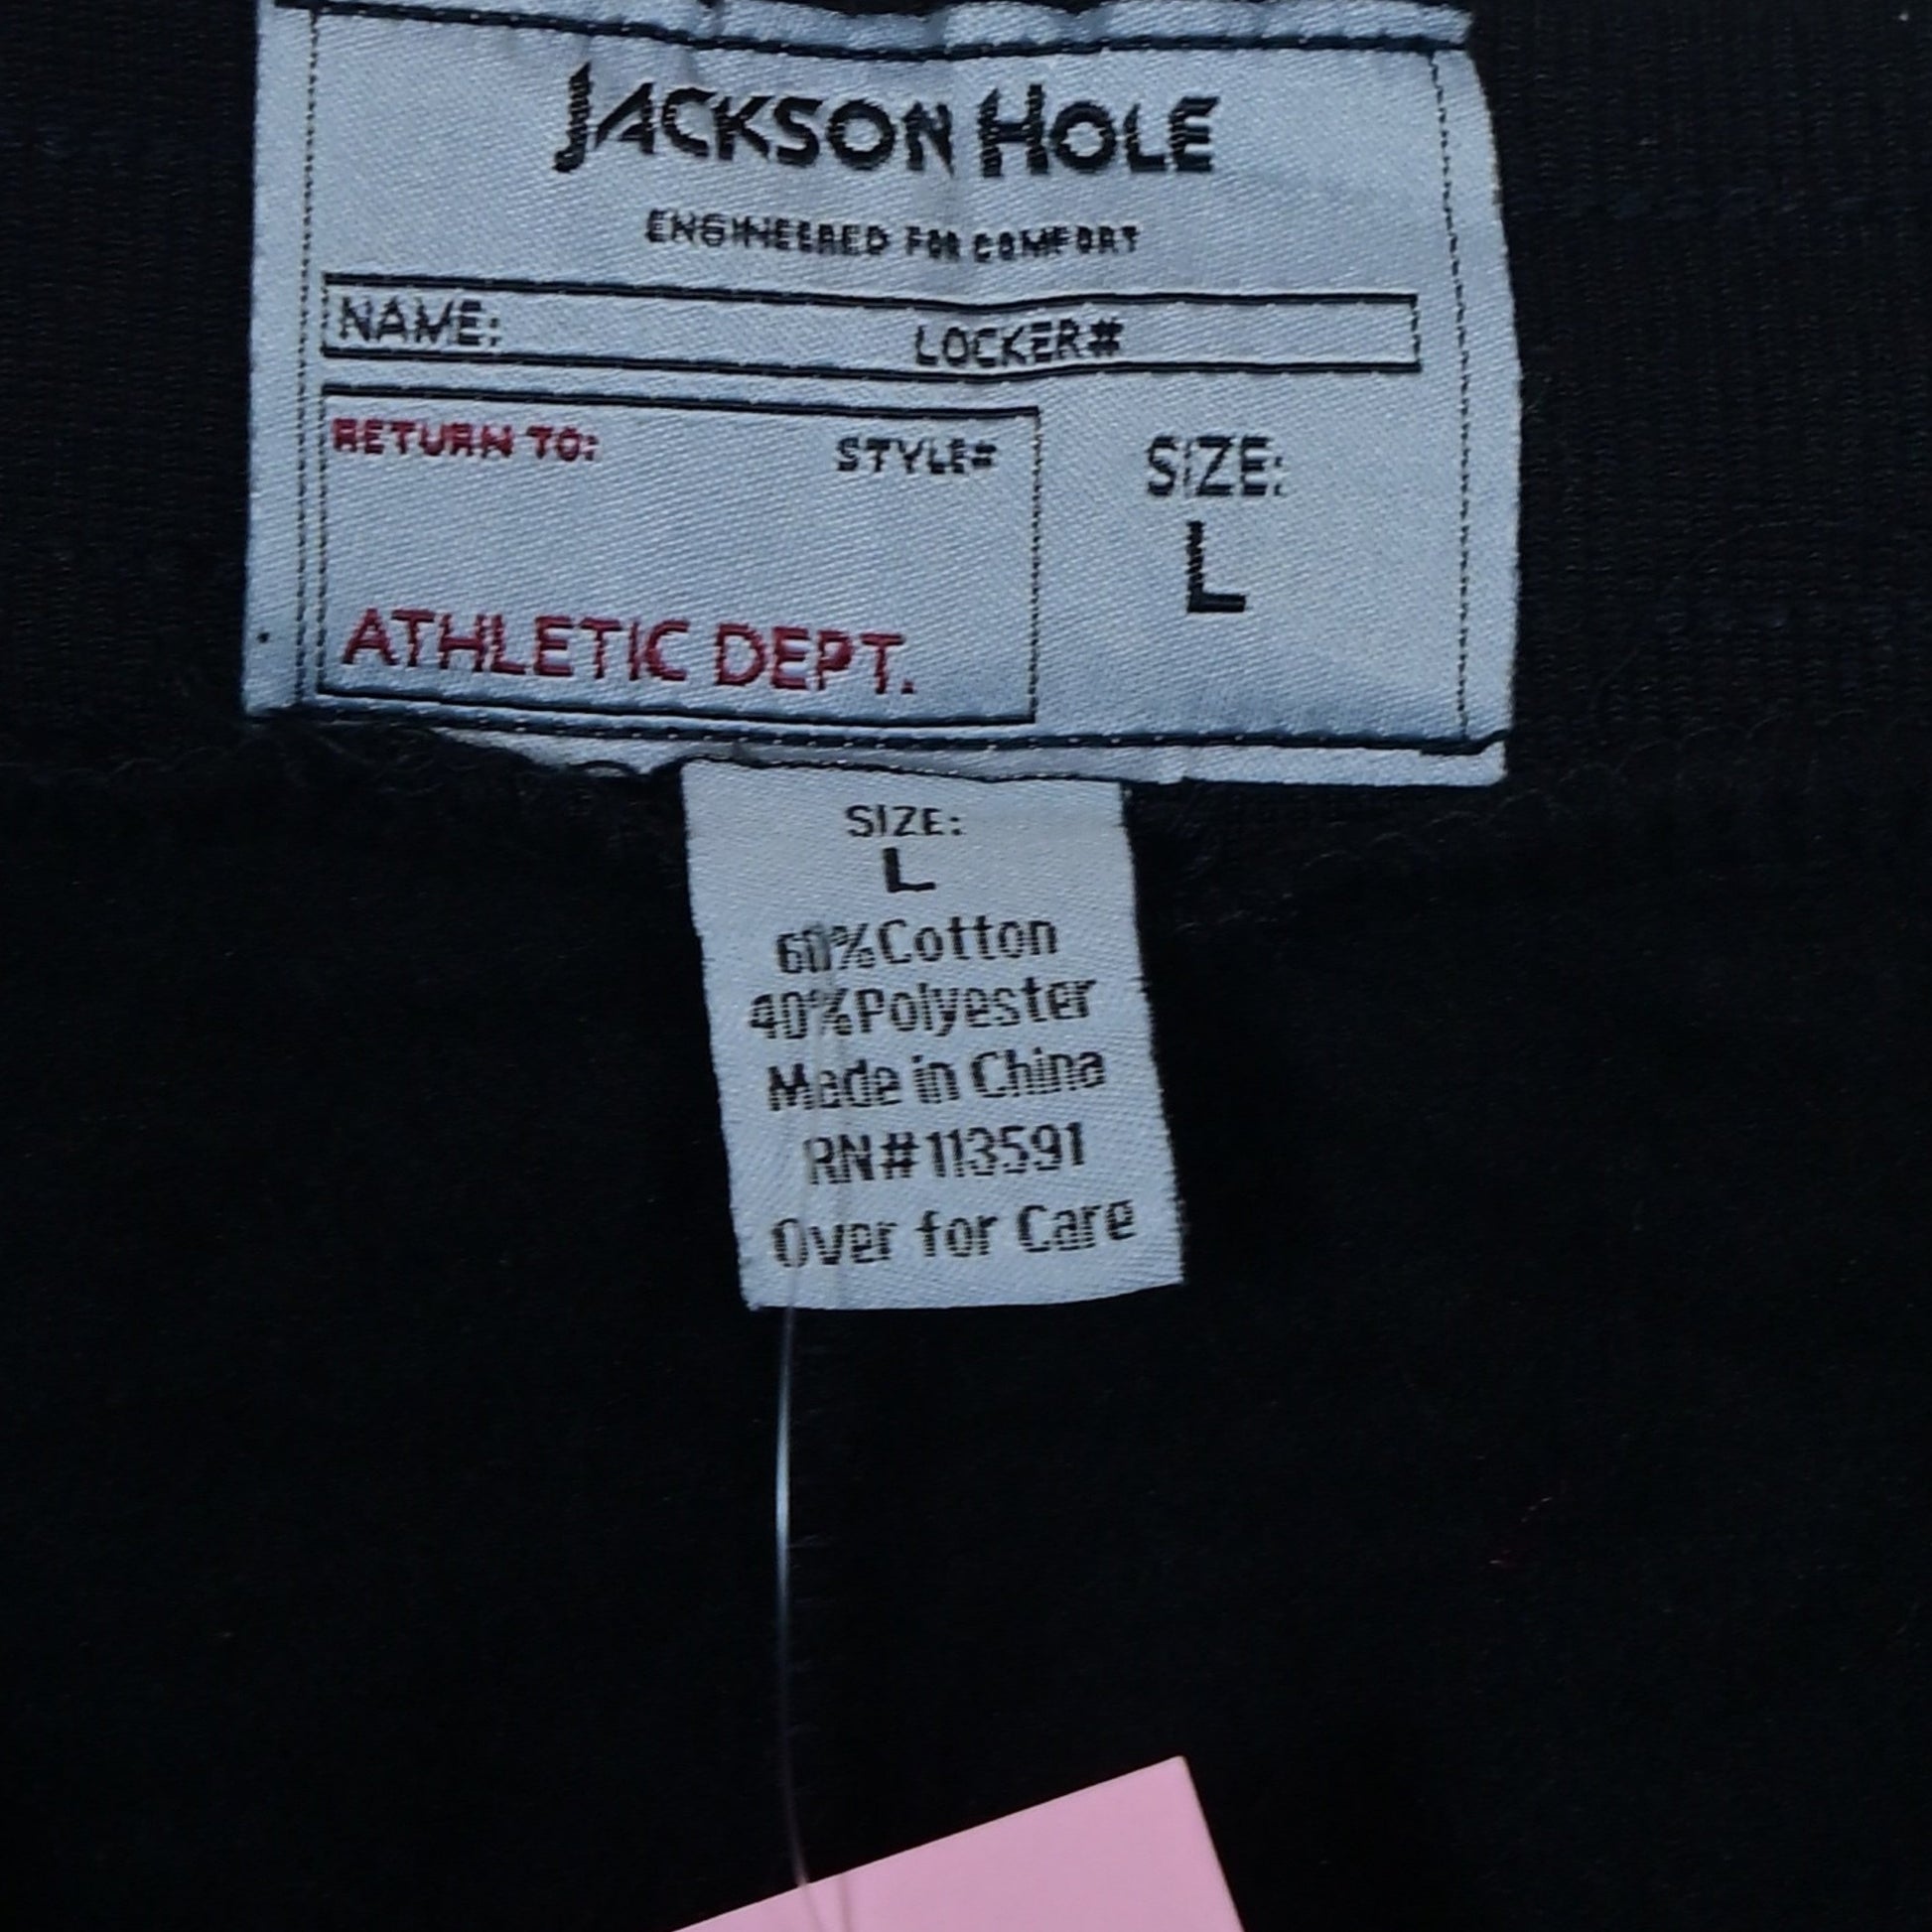 JACKSON HOLE
ENGINEERED FOR COMFORT
NAME: LOCKER#
RETURN TO: STYLE#
SIZE:
L
ATHLETIC DEPT.
SIZE:
L
60%Cotton
40%Polyester
Made in China
RN#113591
Over for Care